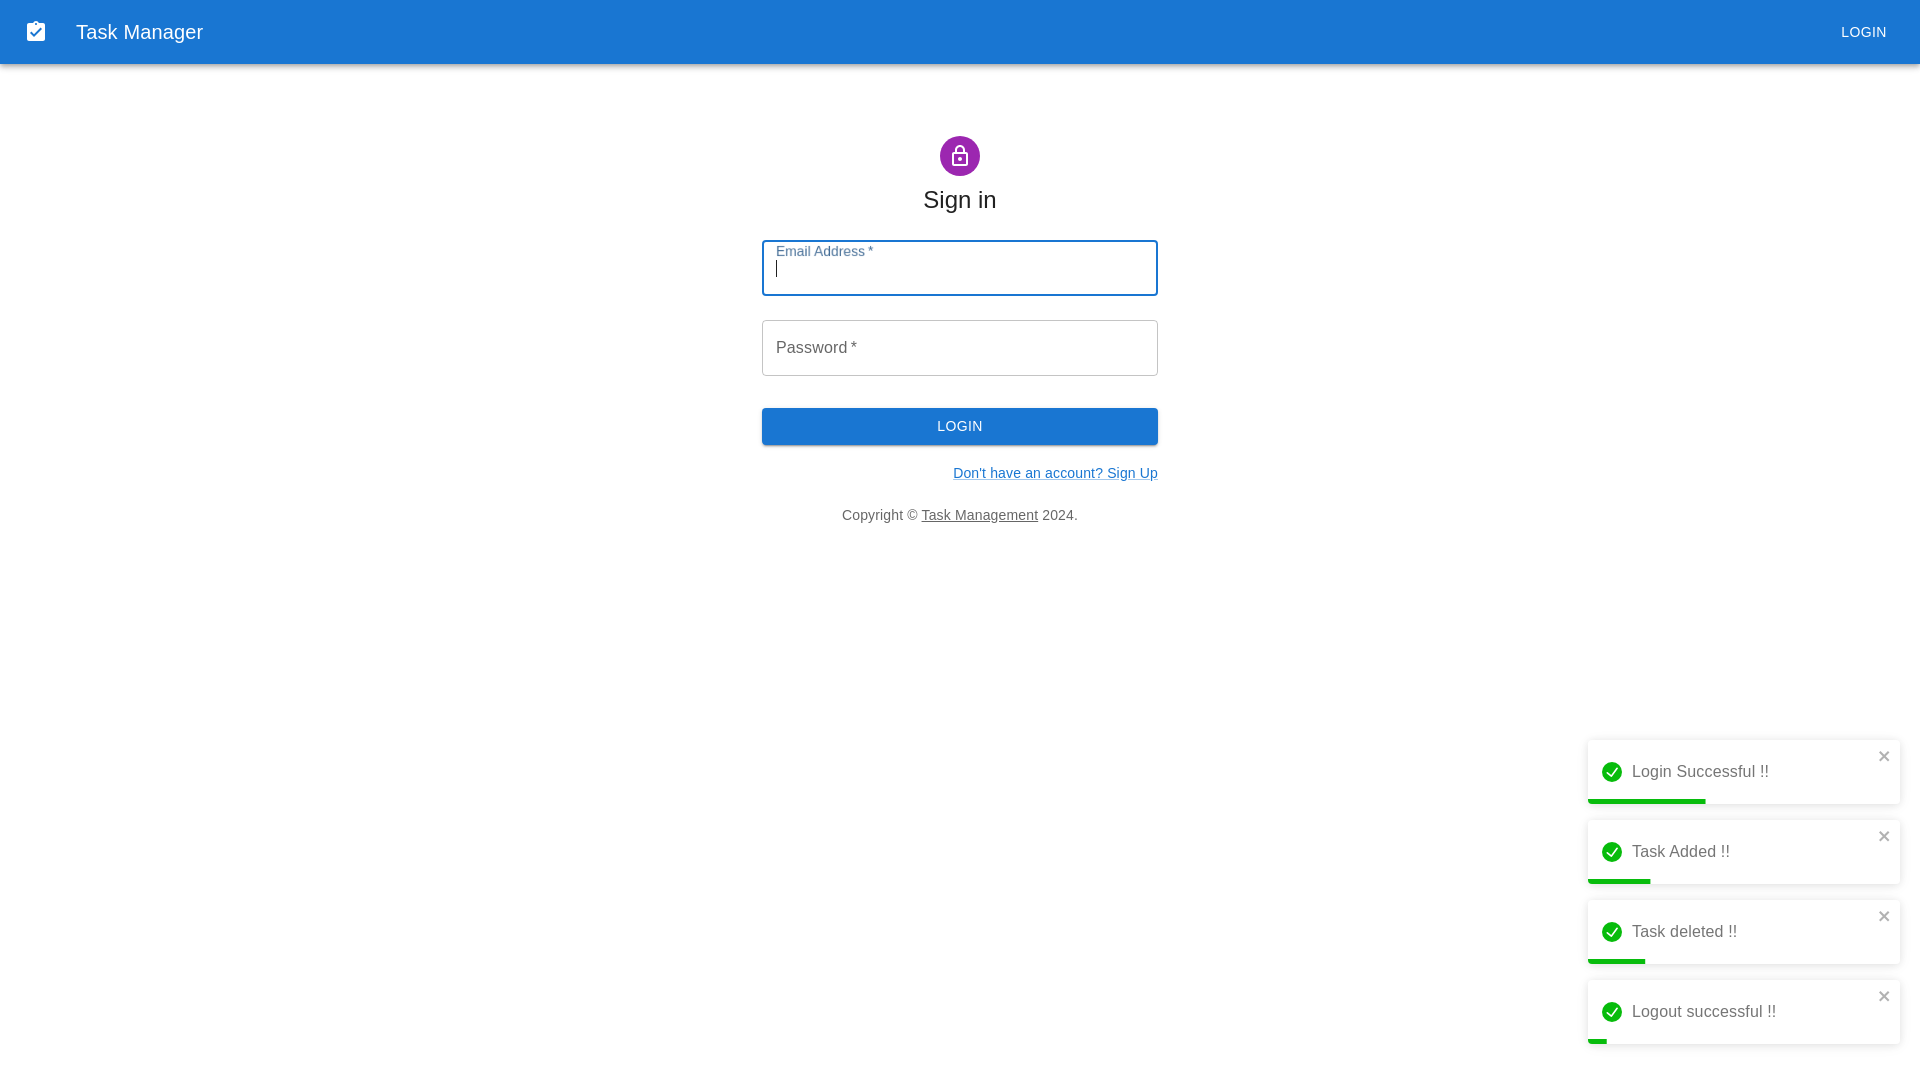 Task Manager
LOGIN
Sign in
Email Address *
Password *
LOGIN
Don't have an account? Sign Up
Copyright © Task Management 2024.
Login Successful !!
Task Added !!
Task deleted !!
Logout successful !!